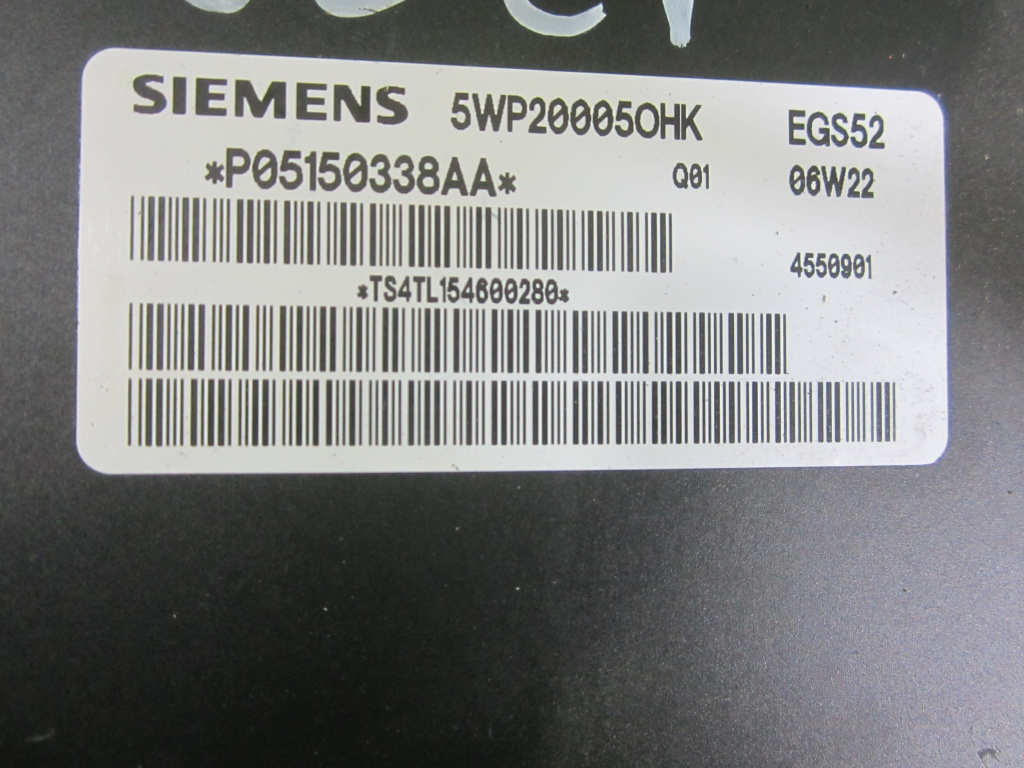 SIEMENS 5WP20005OHK EGS52
*P05150338AA* Q01 06W22
4550901
*TS4TL154600280*